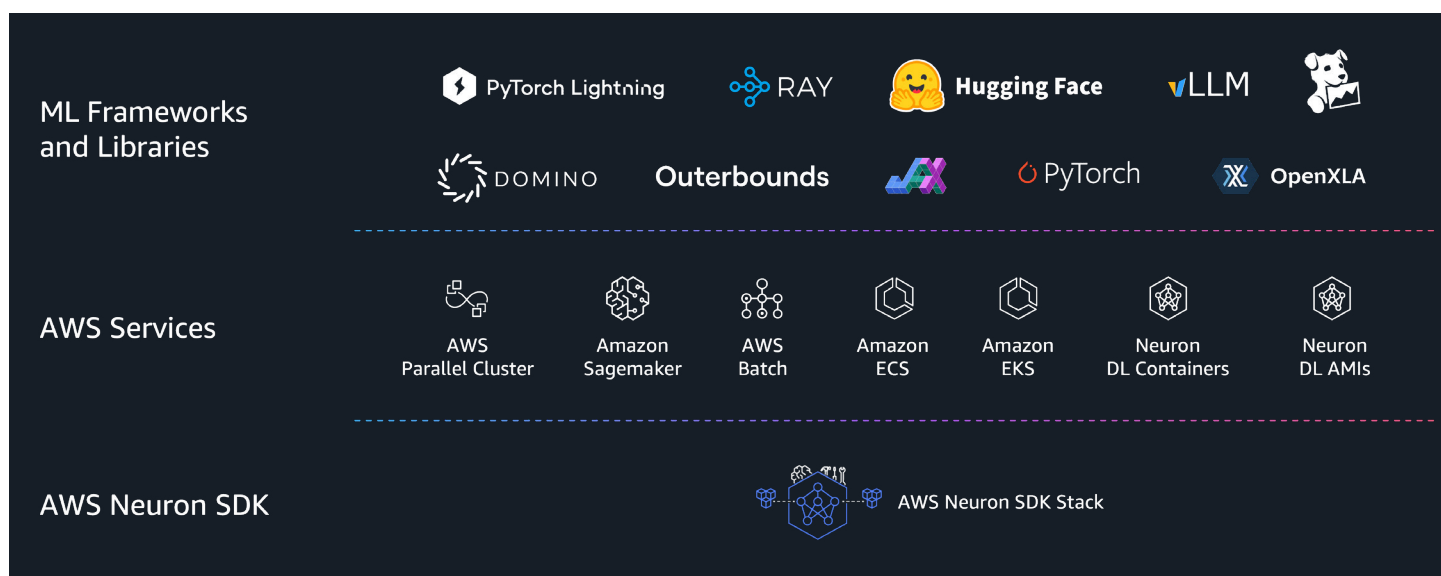 ML Frameworks
and Libraries
PyTorch Lightning
RAY
Hugging Face
vLLM
DOMINO
Outerbounds
JAX
PyTorch
OpenXLA
AWS Services
AWS
Parallel Cluster
Amazon
Sagemaker
AWS
Batch
Amazon
ECS
Amazon
EKS
Neuron
DL Containers
Neuron
DL AMIs
AWS Neuron SDK
AWS Neuron SDK Stack